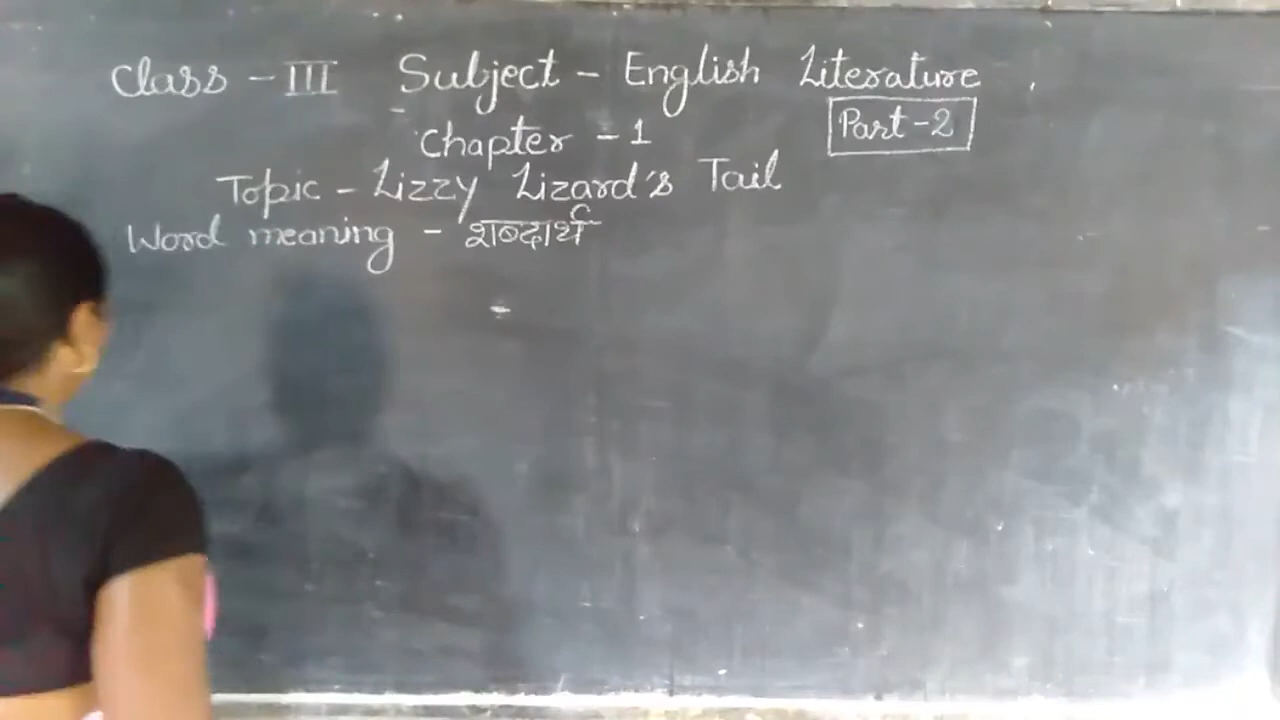 Class - III Subject - English Literature
Chapter - 1 Part-2
Topic - Lizzy Lizard's Tail
Word meaning - शब्दार्थ